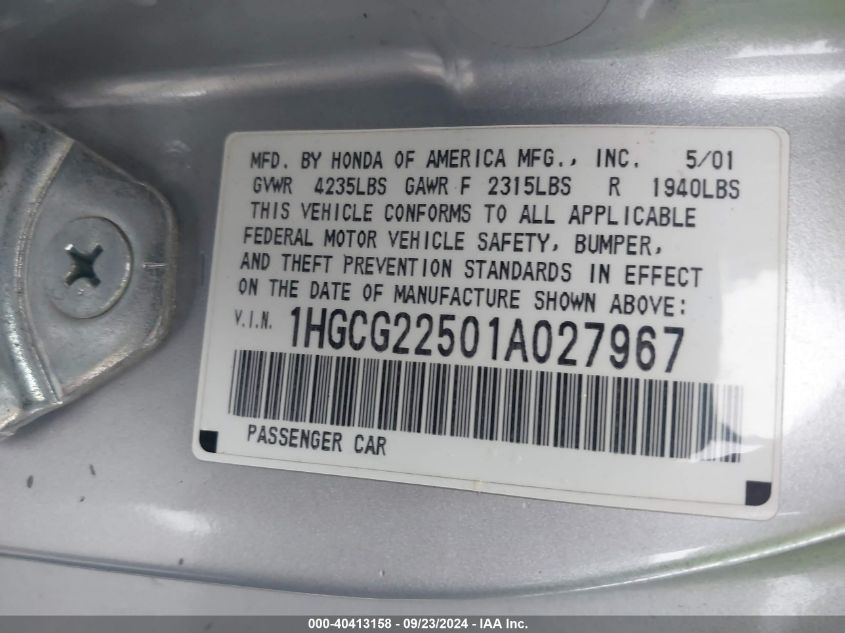 MFD. BY HONDA OF AMERICA MFG., INC. 5/01
GVWR 4235LBS GAWR F 2315LBS R 1940LBS
THIS VEHICLE CONFORMS TO ALL APPLICABLE
FEDERAL MOTOR VEHICLE SAFETY, BUMPER,
AND THEFT PREVENTION STANDARDS IN EFFECT
ON THE DATE OF MANUFACTURE SHOWN ABOVE:
V.I.N. 1HGCG22501A027967
PASSENGER CAR
000-40413158 - 09/23/2024 - IAA Inc.